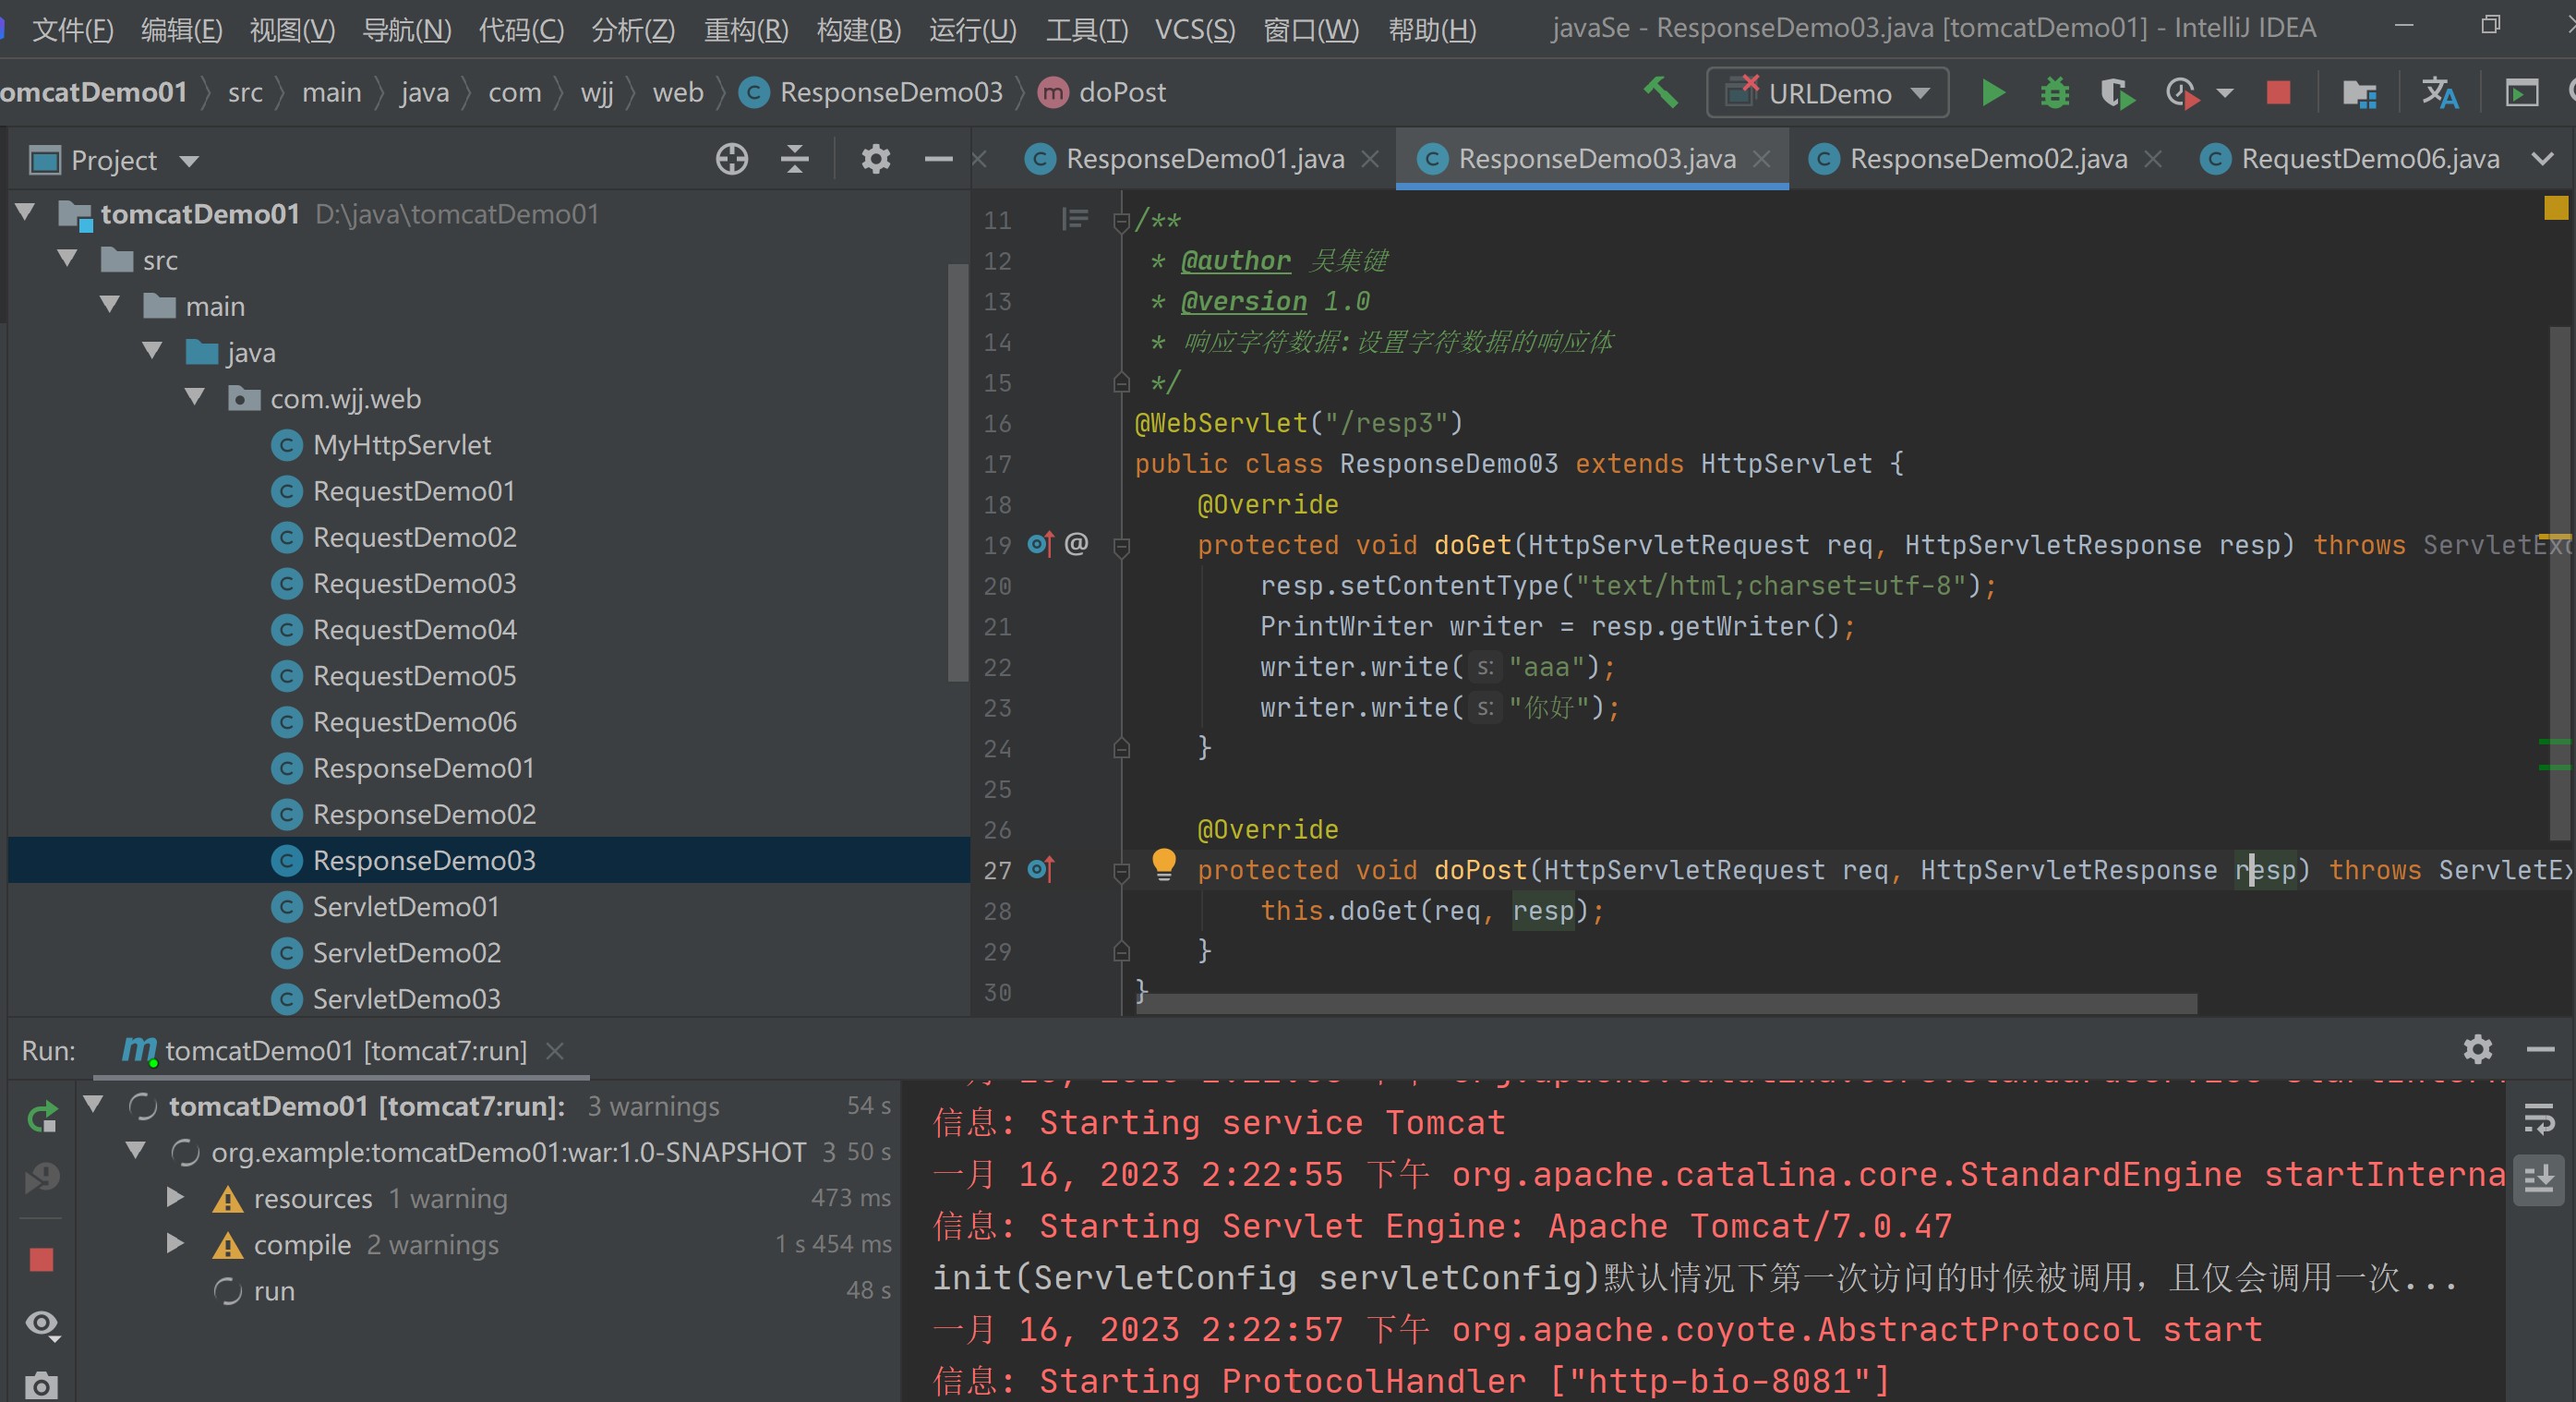 文件(F) 编辑(E) 视图(V) 导航(N) 代码(C) 分析(Z) 重构(R) 构建(B) 运行(U) 工具(T) VCS(S) 窗口(W) 帮助(H) javaSe - ResponseDemo03.java [tomcatDemo01] - IntelliJ IDEA
omcatDemo01 src main java com wjj web ResponseDemo03 doPost URLDemo
Project
ResponseDemo01.java ResponseDemo03.java ResponseDemo02.java RequestDemo06.java
tomcatDemo01 D:\java\tomcatDemo01
src
main
java
com.wjj.web
MyHttpServlet
RequestDemo01
RequestDemo02
RequestDemo03
RequestDemo04
RequestDemo05
RequestDemo06
ResponseDemo01
ResponseDemo02
ResponseDemo03
ServletDemo01
ServletDemo02
ServletDemo03
11 /**
12 * @author 吴集键
13 * @version 1.0
14 * 响应字符数据:设置字符数据的响应体
15 */
16 @WebServlet("/resp3")
17 public class ResponseDemo03 extends HttpServlet {
18 @Override
19 @ protected void doGet(HttpServletRequest req, HttpServletResponse resp) throws ServletExc
20 resp.setContentType("text/html;charset=utf-8");
21 PrintWriter writer = resp.getWriter();
22 writer.write( s: "aaa");
23 writer.write( s: "你好");
24 }
25
26 @Override
27 protected void doPost(HttpServletRequest req, HttpServletResponse resp) throws ServletEx
28 this.doGet(req, resp);
29 }
30 }
Run: tomcatDemo01 [tomcat7:run]
tomcatDemo01 [tomcat7:run]: 3 warnings 54 s
org.example:tomcatDemo01:war:1.0-SNAPSHOT 3 50 s
resources 1 warning 473 ms
compile 2 warnings 1 s 454 ms
run 48 s
信息: Starting service Tomcat
一月 16, 2023 2:22:55 下午 org.apache.catalina.core.StandardEngine startInterna
信息: Starting Servlet Engine: Apache Tomcat/7.0.47
init(ServletConfig servletConfig)默认情况下第一次访问的时候被调用，且仅会调用一次...
一月 16, 2023 2:22:57 下午 org.apache.coyote.AbstractProtocol start
信息: Starting ProtocolHandler ["http-bio-8081"]